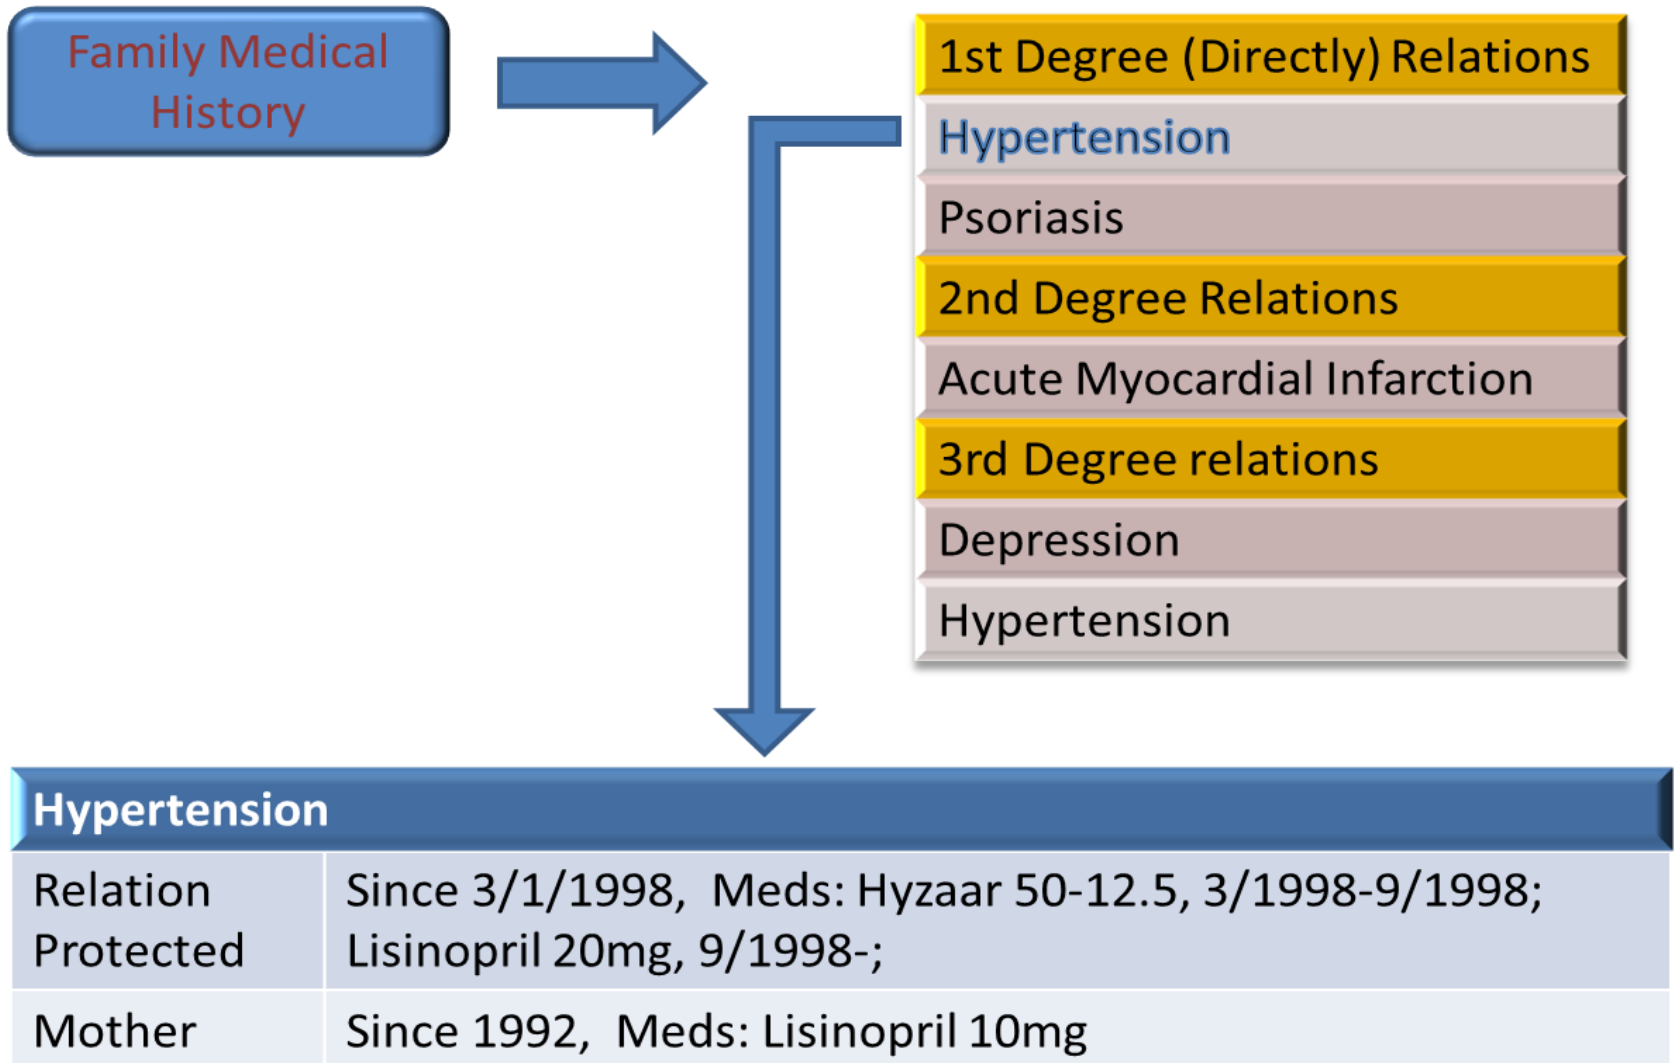 Family Medical
History
1st Degree (Directly) Relations
Hypertension
Psoriasis
2nd Degree Relations
Acute Myocardial Infarction
3rd Degree relations
Depression
Hypertension
Hypertension
Relation
Protected
Since 3/1/1998,  Meds: Hyzaar 50-12.5, 3/1998-9/1998;
Lisinopril 20mg, 9/1998-;
Mother
Since 1992,  Meds: Lisinopril 10mg